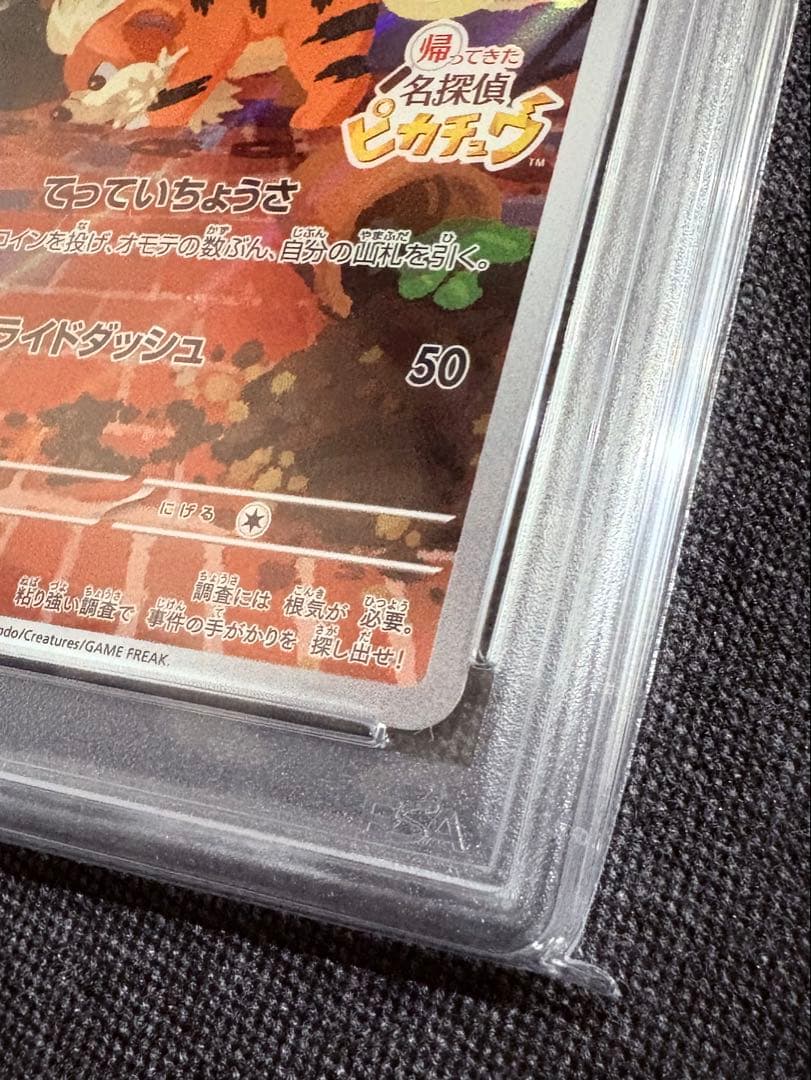 帰ってきた
名探偵
ピカチュウ
TM
てっていちょうさ
コインを投げ、オモテの数ぶん、自分の山札を引く。
ライドダッシュ 50
にげる
調査には 根気が 必要。
粘り強い調査で 事件の手がかりを 探し出せ!
ndo/Creatures/GAME FREAK.
PSA